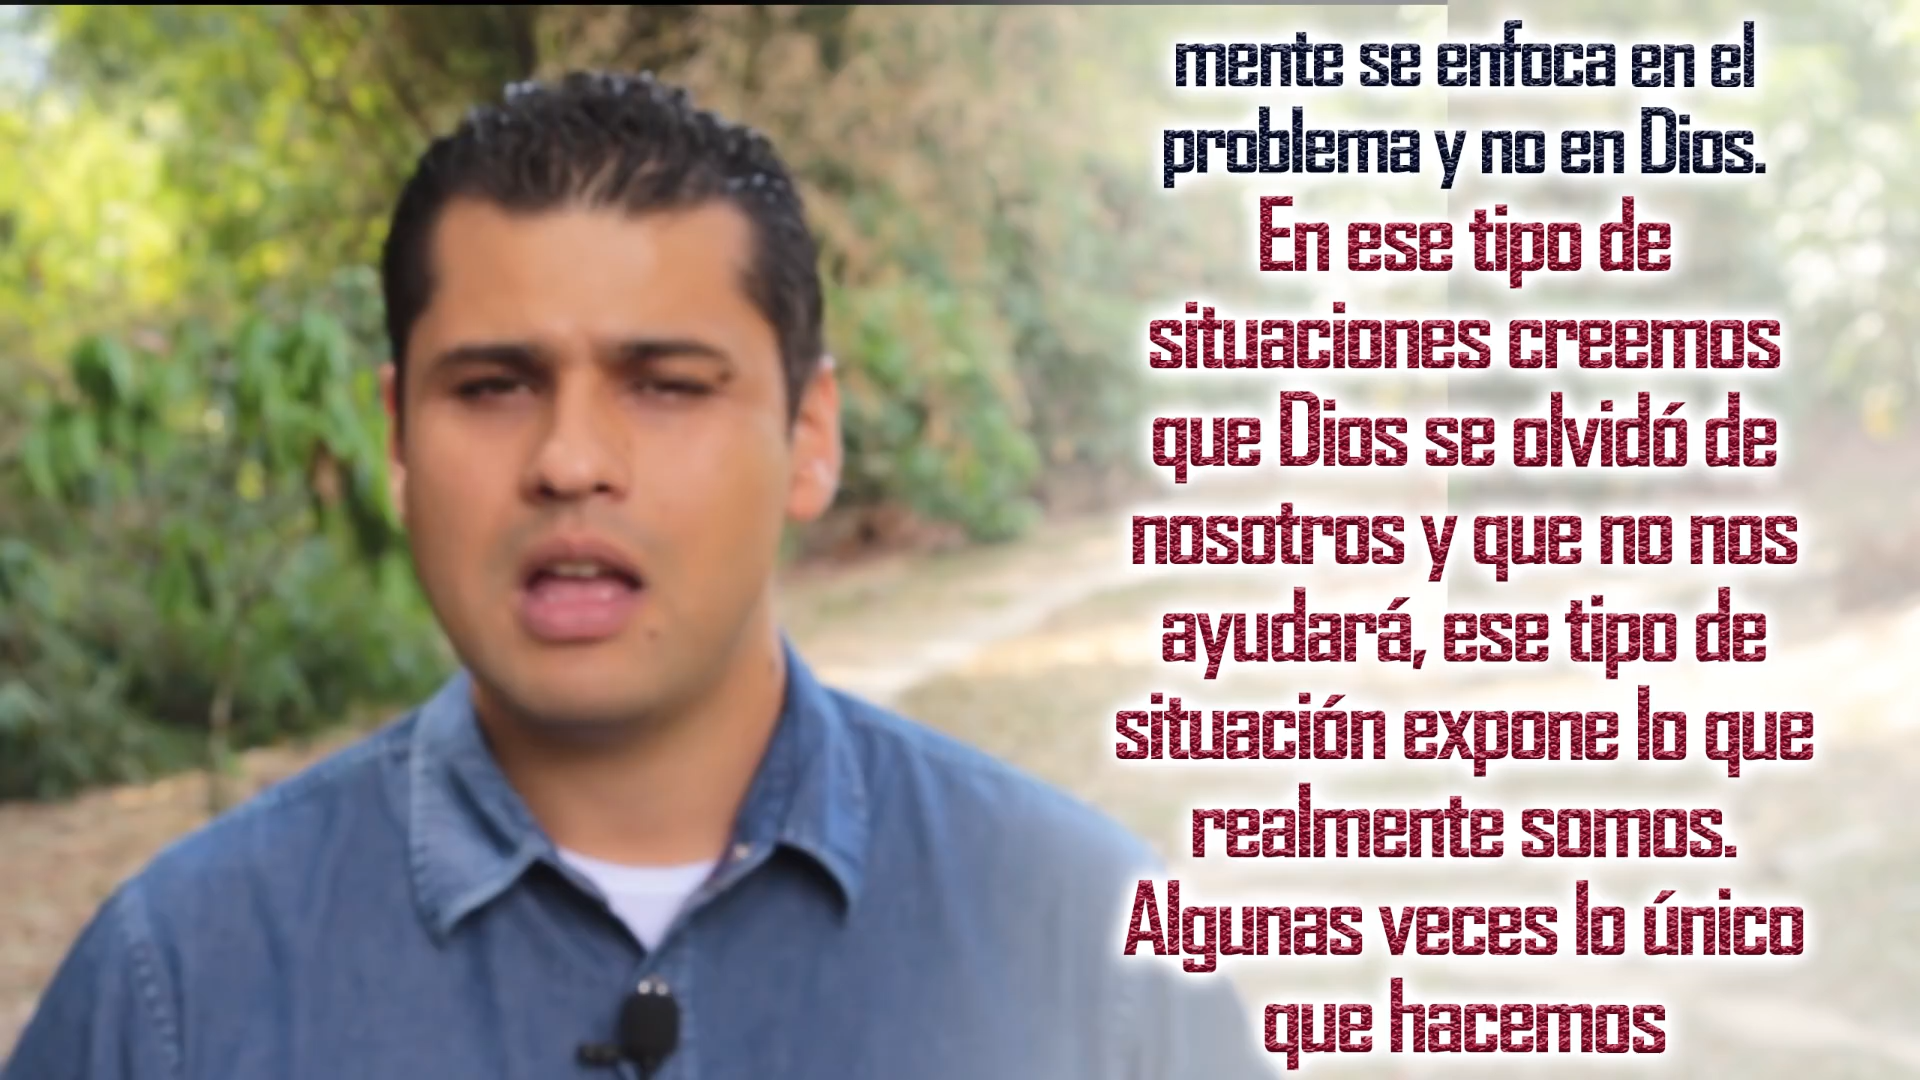 mente se enfoca en el
problema y no en Dios.
En ese tipo de
situaciones creemos
que Dios se olvidó de
nosotros y que no nos
ayudará, ese tipo de
situación expone lo que
realmente somos.
Algunas veces lo único
que hacemos